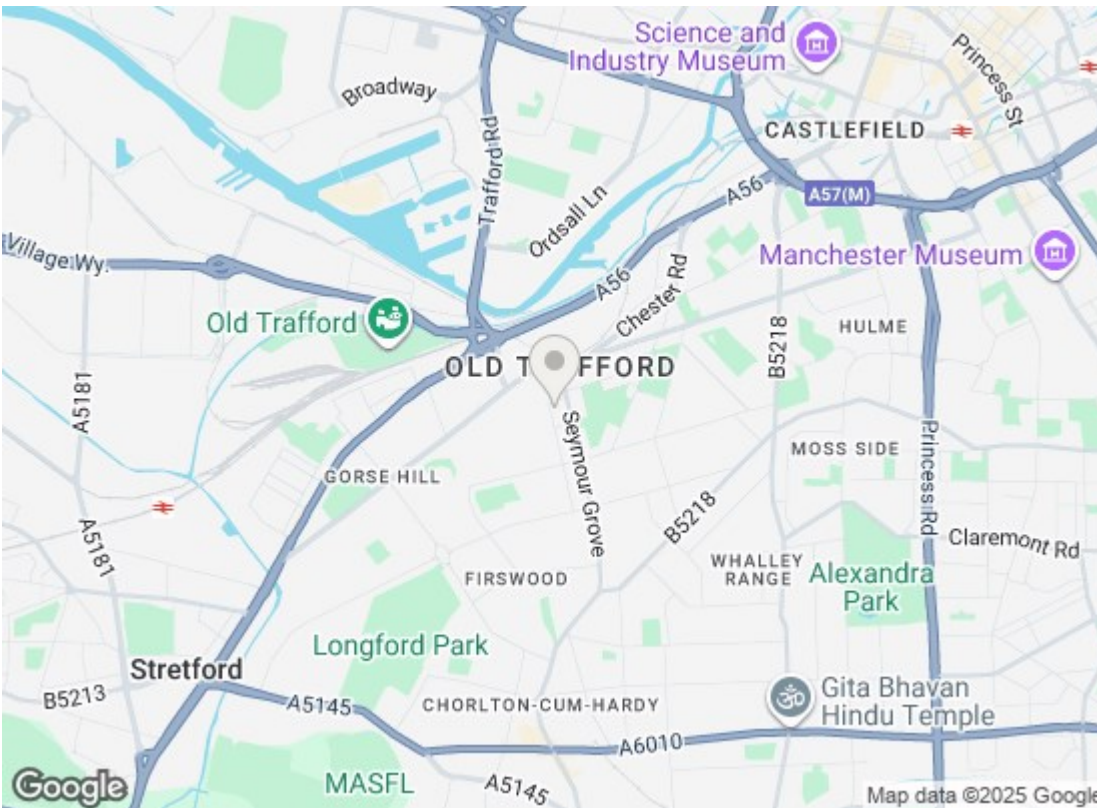 Science and
Industry Museum
Princess St
Broadway
CASTLEFIELD
Trafford Rd
A56
A57(M)
Ordsall Ln
Village Wy.
Manchester Museum
A56
Chester Rd
Old Trafford
HULME
B5218
OLD T FFORD
A5181
Seymour Grove
MOSS SIDE
Princess Rd
GORSE HILL
B5218
A5181
Claremont Rd
FIRSWOOD
WHALLEY
RANGE
Alexandra
Park
Longford Park
Stretford
B5213
A5145
CHORLTON-CUM-HARDY
Gita Bhavan
Hindu Temple
A6010
MASFL
A5145
Google
Map data ©2025 Google